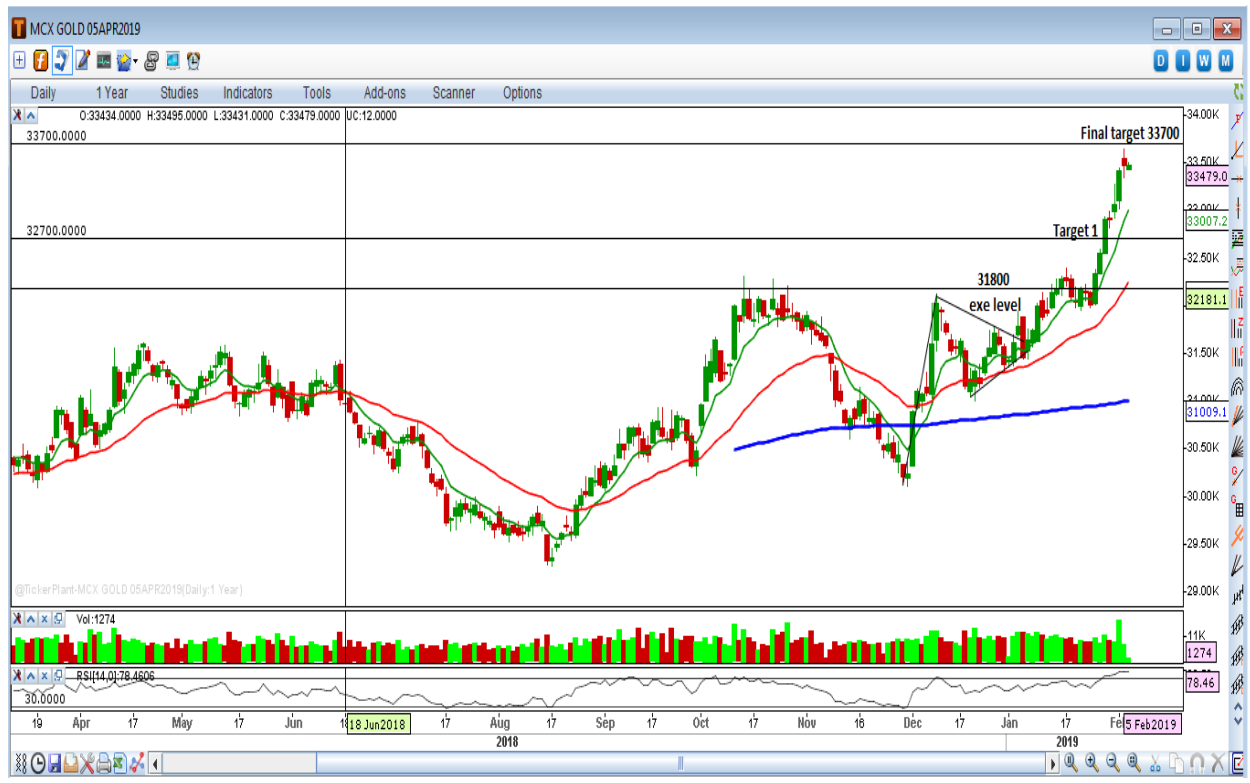 MCX GOLD 05APR2019
D I W M
Daily 1 Year Studies Indicators Tools Add-ons Scanner Options
O:33434.0000 H:33495.0000 L:33431.0000 C:33479.0000 UC:12.0000
34.00K
33700.0000
Final target 33700
33.50K
33479.0
33.00K
33007.2
32700.0000
Target 1
32.50K
31800
exe level
32181.1
31.50K
31.00K
31009.1
30.50K
30.00K
29.50K
29.00K
@TickerPlant-MCX GOLD 05APR2019(Daily:1 Year)
Vol:1274
11K
1274
RSI[14,0]:78.4606
78.46
30.0000
19 Apr 17 May 17 Jun 18 Jun2018 17 Aug 17 Sep 17 Oct 17 Nov 16 Dec 17 Jan 17 5 Feb2019
2018 2019